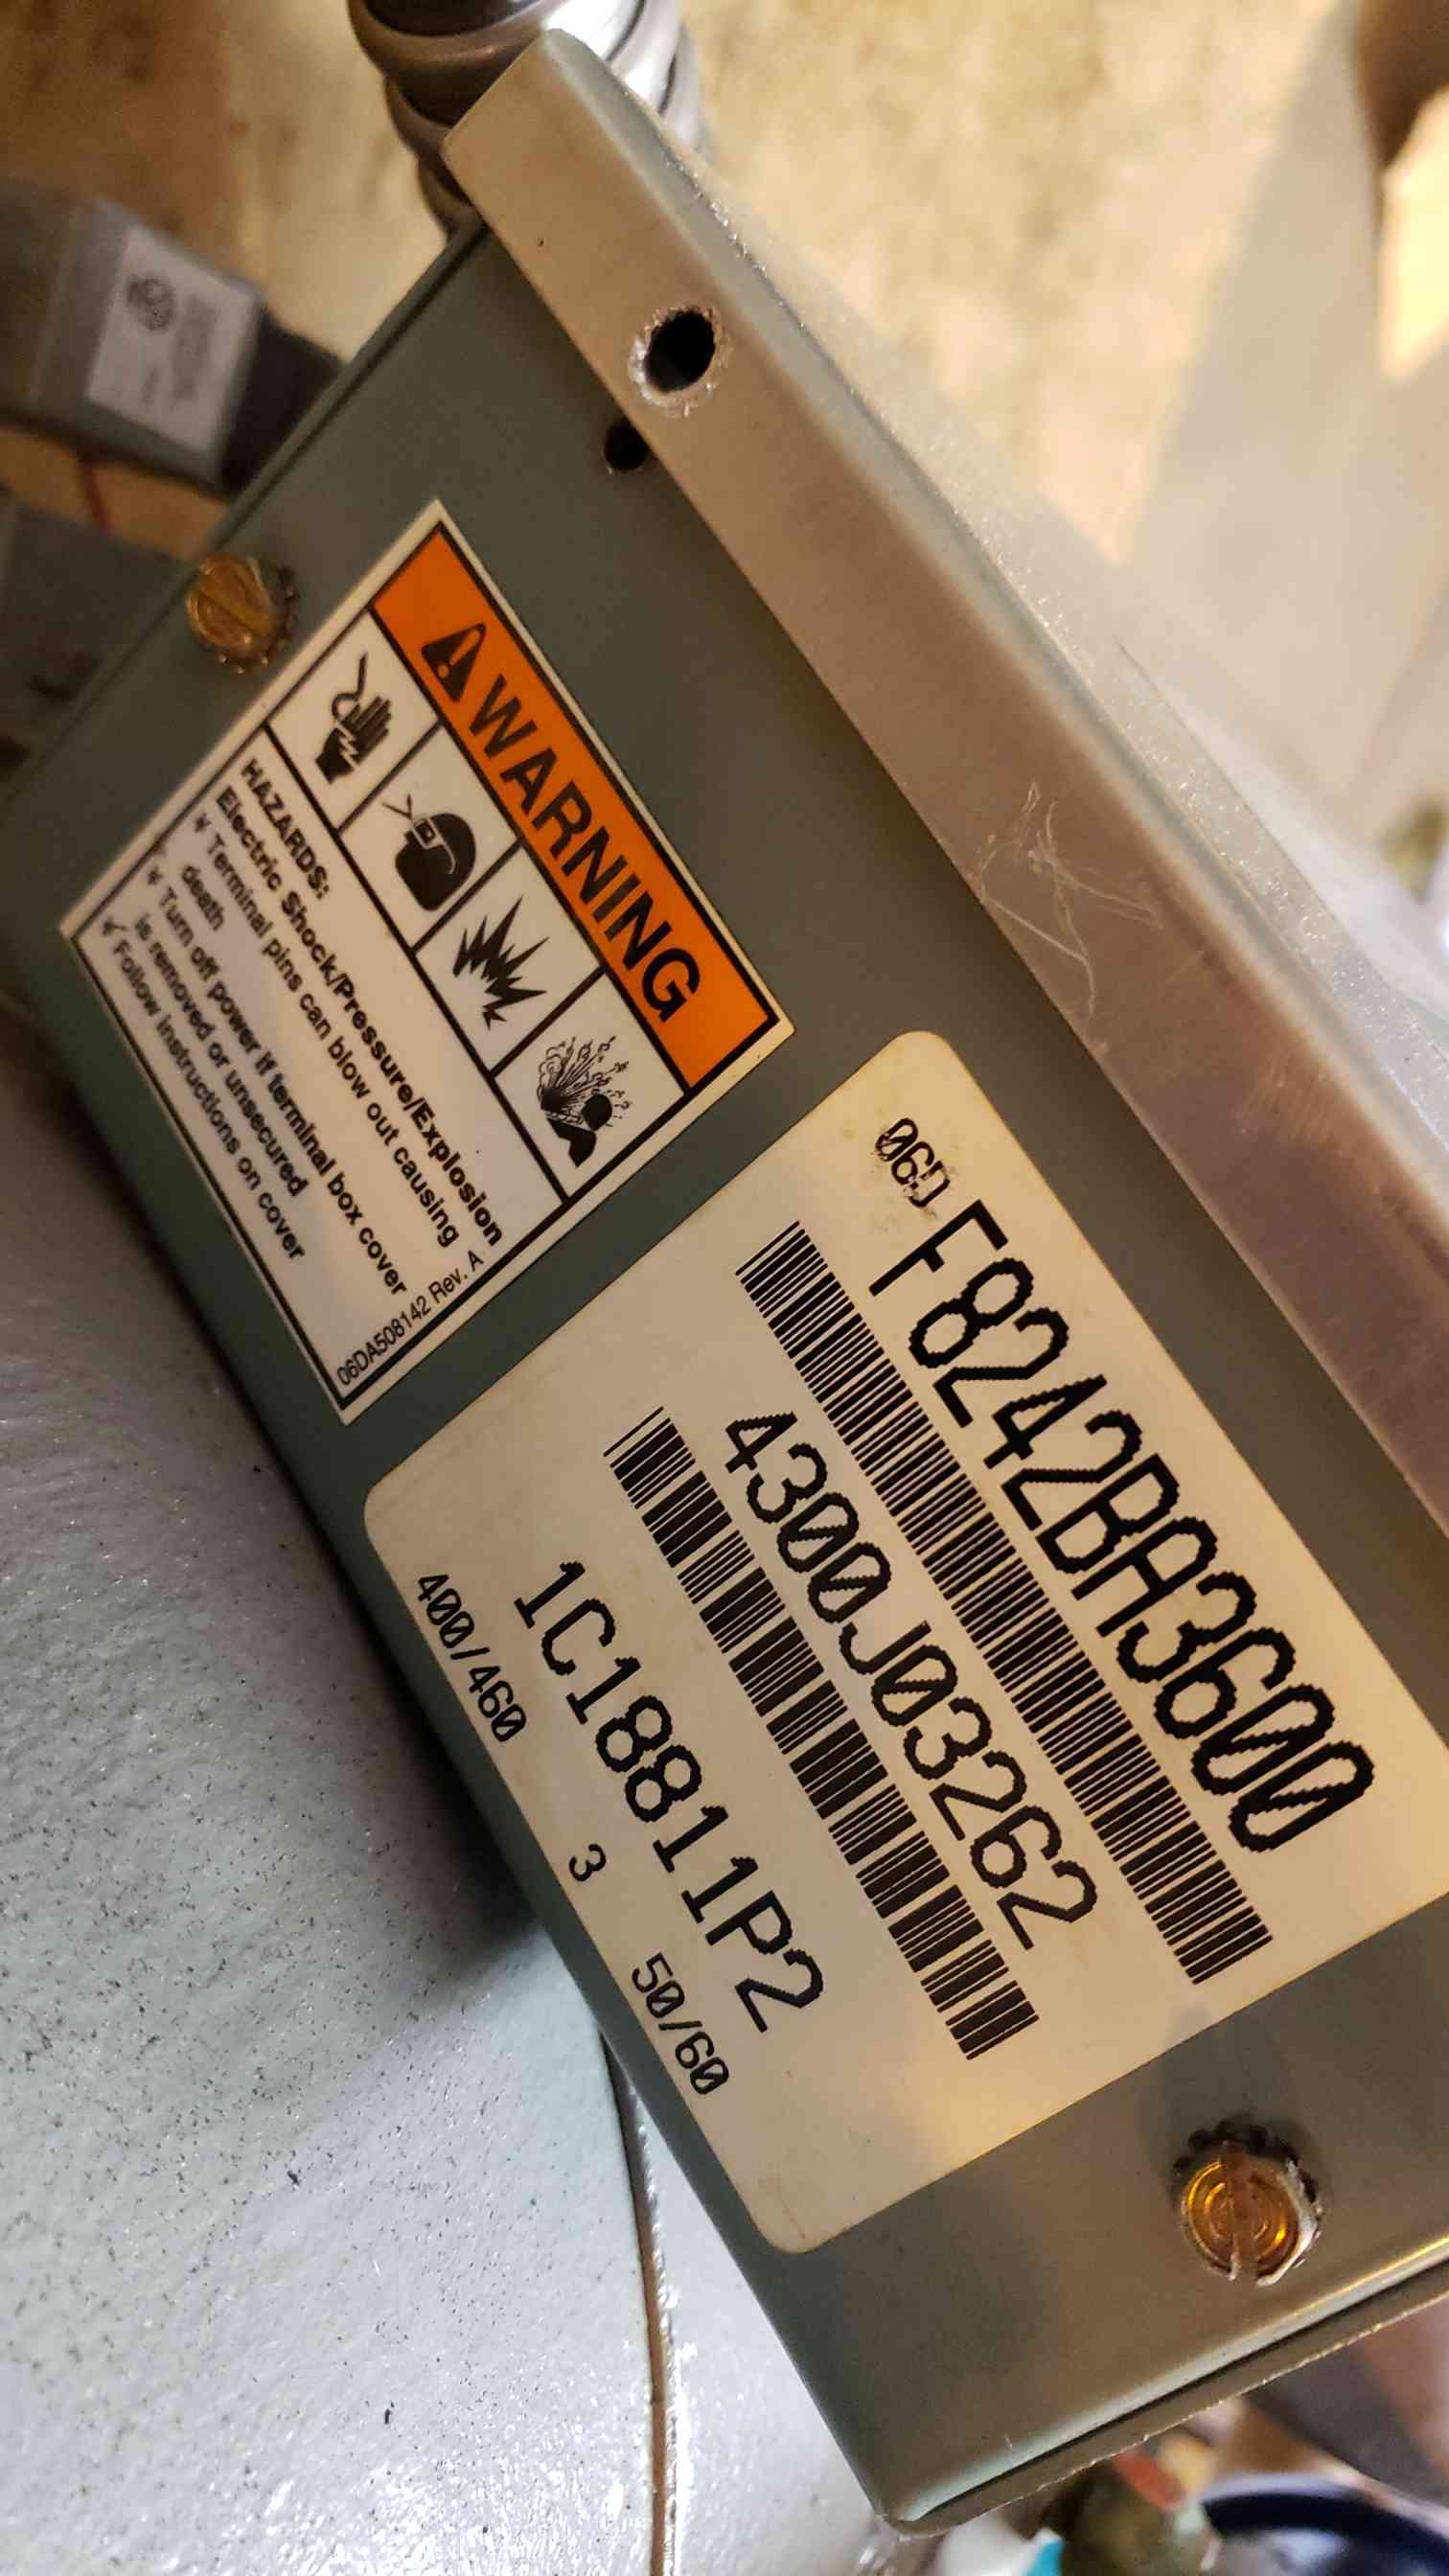 WARNING
HAZARDS:
Electric Shock/Pressure/Explosion
Terminal pins can blow out causing
death
Turn off power if terminal box cover
is removed or unsecured
Follow instructions on cover
06DA508142 Rev. A
06D F8242BA3600
4300J03262
1C18811P2
400/460 3 50/60